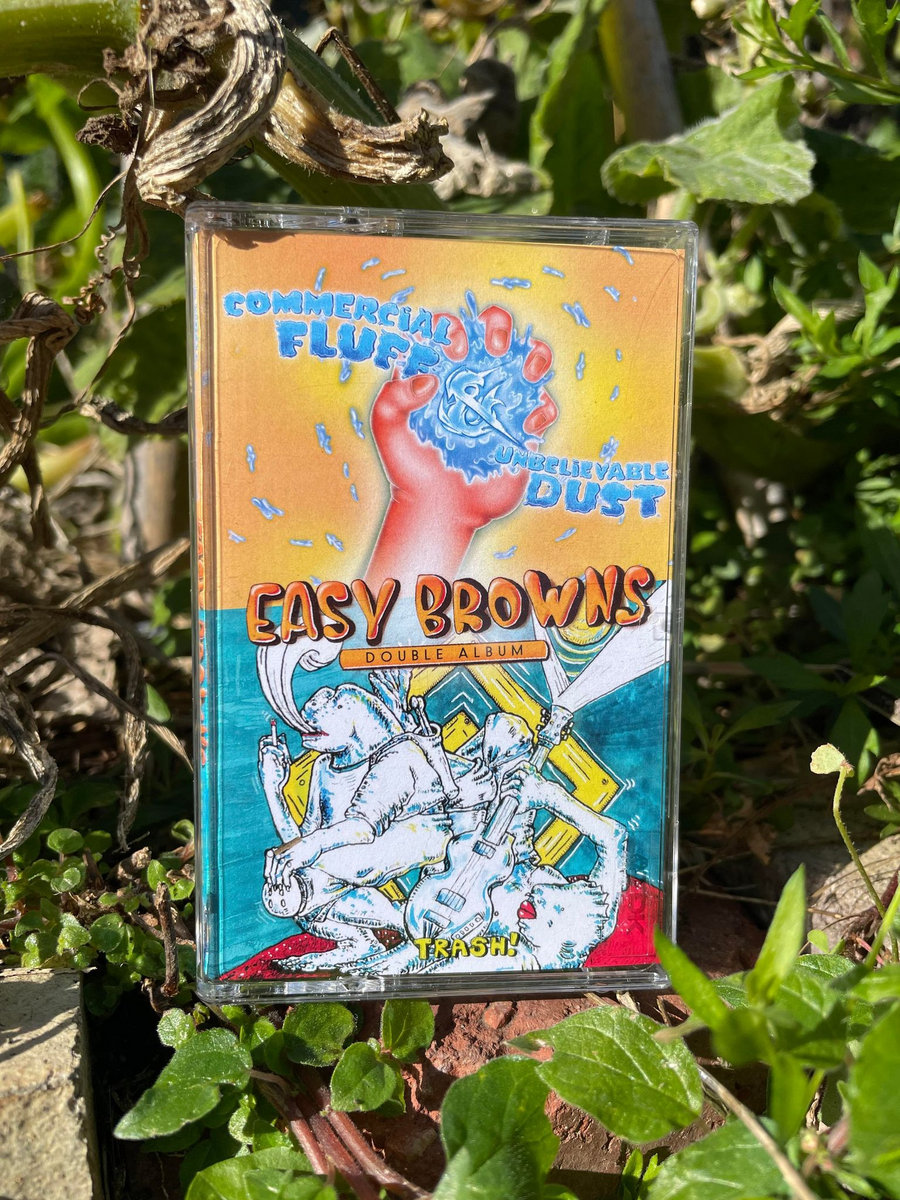 COMMERCIAL
FLUFF
&
UNBELIEVABLE
DUST
EASY BROWNS
DOUBLE ALBUM
TRASH!